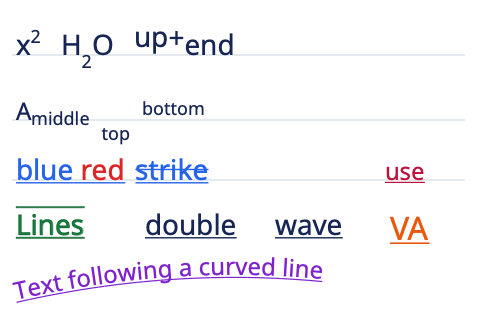 x² H₂O up+end
Amiddle top bottom
blue red strike use
Lines double wave VA
Text following a curved line